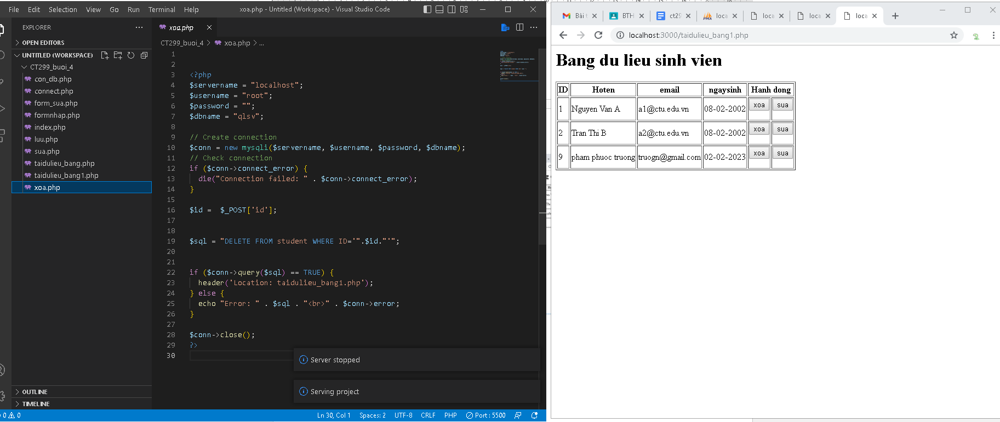 File Edit Selection View Go Run Terminal Help
xoa.php - Untitled (Workspace) - Visual Studio Code
EXPLORER
OPEN EDITORS
UNTITLED (WORKSPACE)
CT299_buoi_4
con_db.php
connect.php
form_sua.php
formnhap.php
index.php
luu.php
sua.php
taidulieu_bang.php
taidulieu_bang1.php
xoa.php
OUTLINE
TIMELINE
xoa.php
CT299_buoi_4 > xoa.php > ...
1
2
3 <?php
4 $servername = "localhost";
5 $username = "root";
6 $password = "";
7 $dbname = "qlsv";
8
9 // Create connection
10 $conn = new mysqli($servername, $username, $password, $dbname);
11 // Check connection
12 if ($conn->connect_error) {
13 die("Connection failed: " . $conn->connect_error);
14 }
15
16 $id =  $_POST['id'];
17
18
19 $sql = "DELETE FROM student WHERE ID='".$id."'";
20
21
22 if ($conn->query($sql) == TRUE) {
23 header('Location: taidulieu_bang1.php');
24 } else {
25 echo "Error: " . $sql . "<br>" . $conn->error;
26 }
27
28 $conn->close();
29 ?>
30
Server stopped
Serving project
0 0
Ln 30, Col 1 Spaces: 2 UTF-8 CRLF PHP Port : 5500
Bài t BTH ct29 loca loca loca loca
localhost:3000/taidulieu_bang1.php
Bang du lieu sinh vien
ID Hoten email ngaysinh Hanh dong
1 Nguyen Van A a1@ctu.edu.vn 08-02-2002 xoa sua
2 Tran Thi B a2@ctu.edu.vn 08-02-2002 xoa sua
9 pham phuoc truong truogn@gmail.com 02-02-2023 xoa sua